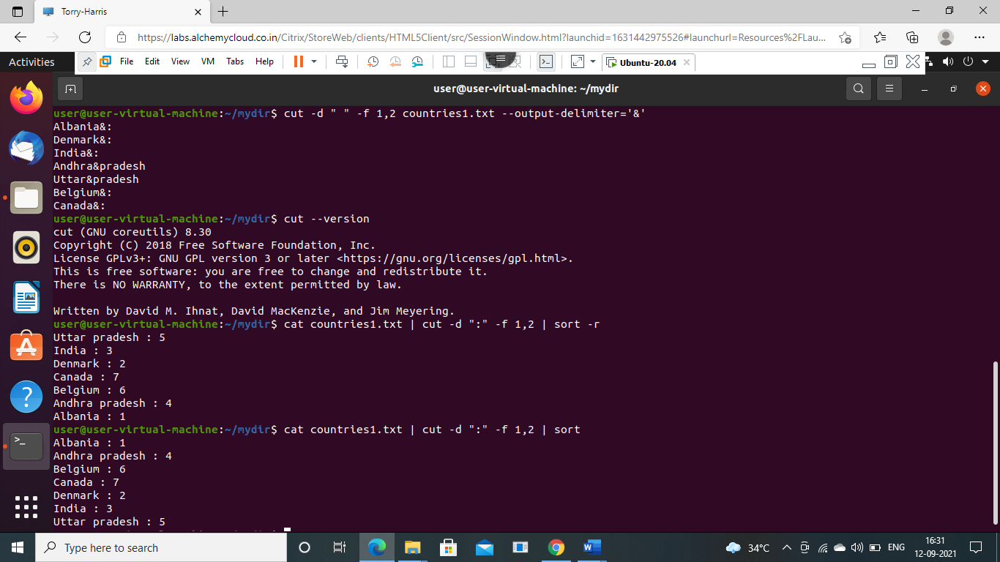 Torry-Harris
https://labs.alchemycloud.co.in/Citrix/StoreWeb/clients/HTML5Client/src/SessionWindow.html?launchid=1631442975526#launchurl=Resources%2FLau...
Activities
File Edit View VM Tabs Help
Ubuntu-20.04
user@user-virtual-machine: ~/mydir
user@user-virtual-machine:~/mydir$ cut -d " " -f 1,2 countries1.txt --output-delimiter='&'
Albania&:
Denmark&:
India&:
Andhra&pradesh
Uttar&pradesh
Belgium&:
Canada&:
user@user-virtual-machine:~/mydir$ cut --version
cut (GNU coreutils) 8.30
Copyright (C) 2018 Free Software Foundation, Inc.
License GPLv3+: GNU GPL version 3 or later <https://gnu.org/licenses/gpl.html>.
This is free software: you are free to change and redistribute it.
There is NO WARRANTY, to the extent permitted by law.
Written by David M. Ihnat, David MacKenzie, and Jim Meyering.
user@user-virtual-machine:~/mydir$ cat countries1.txt | cut -d ":" -f 1,2 | sort -r
Uttar pradesh : 5
India : 3
Denmark : 2
Canada : 7
Belgium : 6
Andhra pradesh : 4
Albania : 1
user@user-virtual-machine:~/mydir$ cat countries1.txt | cut -d ":" -f 1,2 | sort
Albania : 1
Andhra pradesh : 4
Belgium : 6
Canada : 7
Denmark : 2
India : 3
Uttar pradesh : 5
Type here to search
34°C
ENG
16:31
12-09-2021